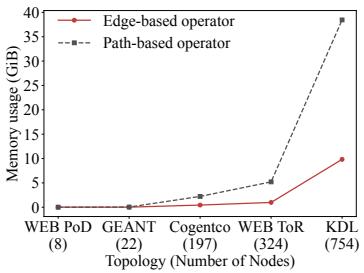 Edge-based operator
Path-based operator
Memory usage (GiB)
40
35
30
25
20
15
10
5
0
WEB PoD GEANT Cogentco WEB ToR KDL
(8) (22) (197) (324) (754)
Topology (Number of Nodes)